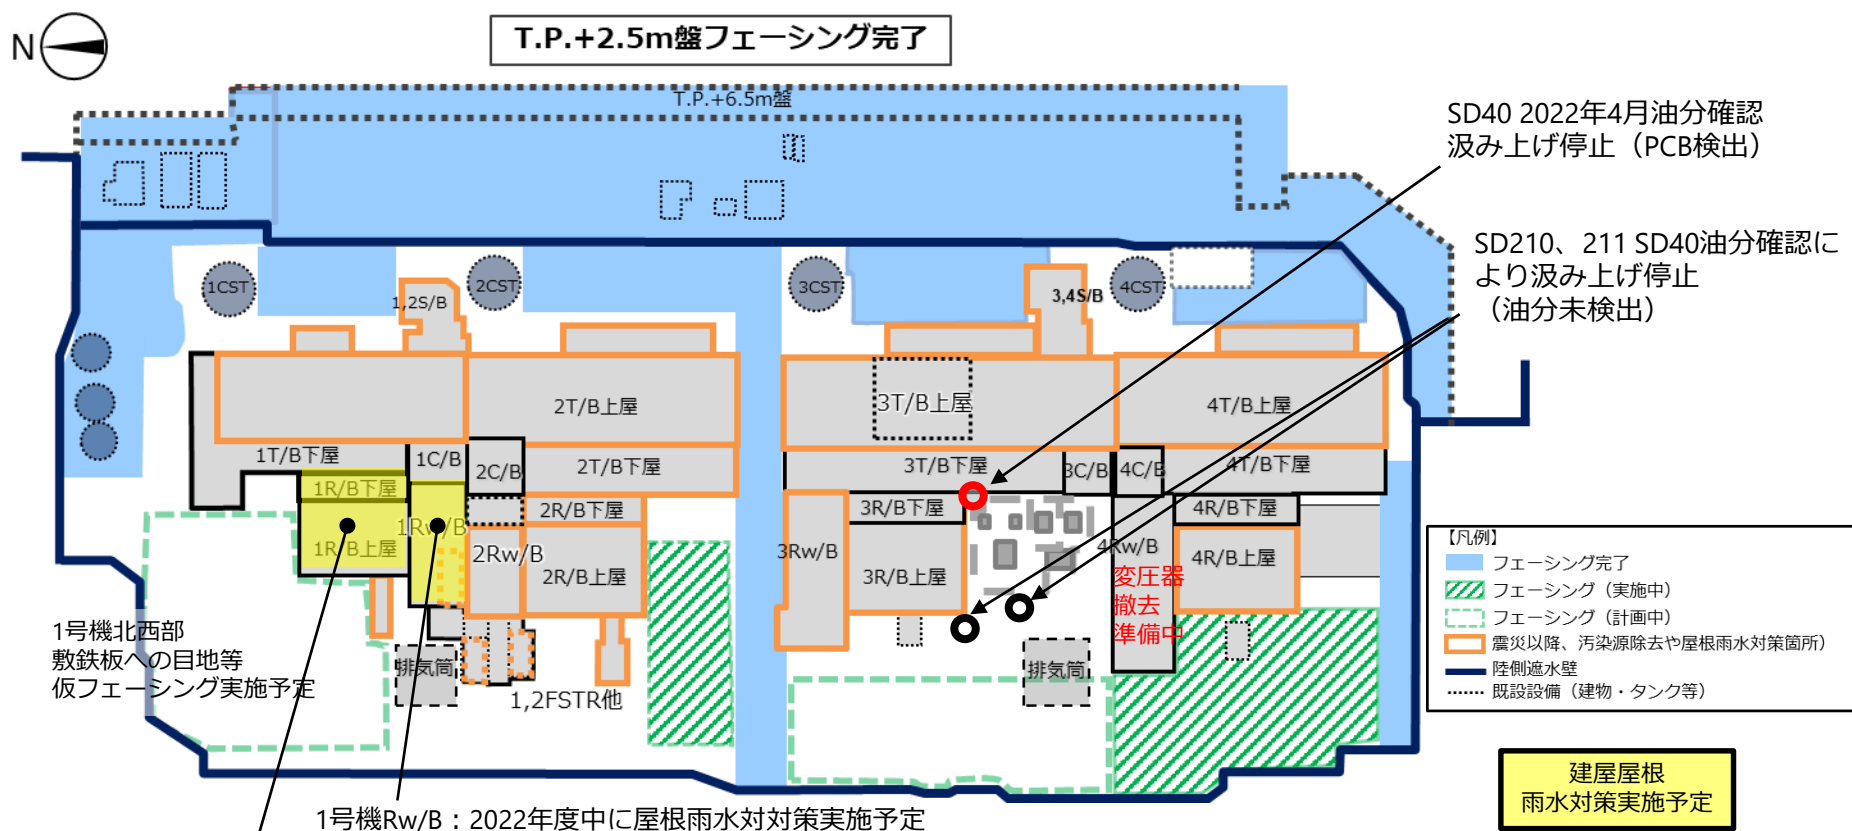 N
T.P.+2.5m盤フェーシング完了
T.P.+6.5m盤
SD40 2022年4月油分確認
汲み上げ停止（PCB検出）
SD210、211 SD40油分確認に
より汲み上げ停止
（油分未検出）
1CST
1,2S/B
2CST
3CST
3,4S/B
4CST
2T/B上屋
3T/B上屋
4T/B上屋
1T/B下屋
1C/B
2C/B
2T/B下屋
3T/B下屋
3C/B
4C/B
4T/B下屋
1R/B下屋
1Rw/B
2R/B下屋
3R/B下屋
4R/B下屋
1R/B上屋
2Rw/B
2R/B上屋
3Rw/B
3R/B上屋
4Rw/B
4R/B上屋
変圧器
撤去
準備中
1号機北西部
敷鉄板への目地等
仮フェーシング実施予定
排気筒
1,2FSTR他
排気筒
【凡例】
フェーシング完了
フェーシング（実施中）
フェーシング（計画中）
震災以降、汚染源除去や屋根雨水対策箇所）
陸側遮水壁
既設設備（建物・タンク等）
建屋屋根
雨水対策実施予定
1号機Rw/B：2022年度中に屋根雨水対対策実施予定